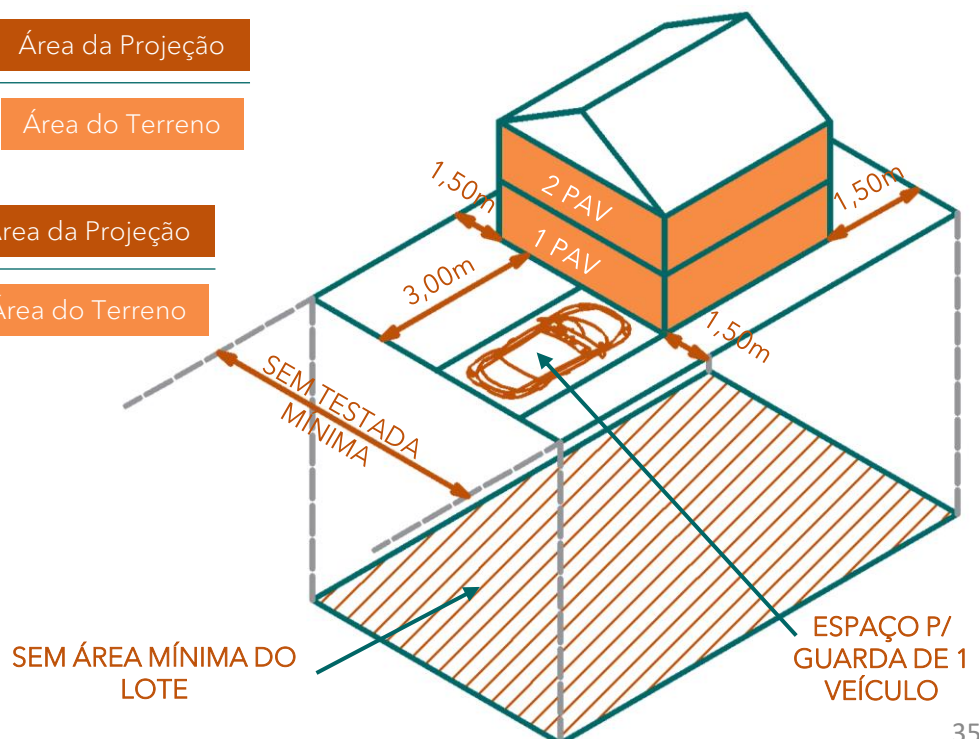 Área da Projeção
Área do Terreno
Área da Projeção
Área do Terreno
1,50m
2 PAV
1,50m
1 PAV
3,00m
1,50m
SEM TESTADA
MÍNIMA
SEM ÁREA MÍNIMA DO
LOTE
ESPAÇO P/
GUARDA DE 1
VEÍCULO
35